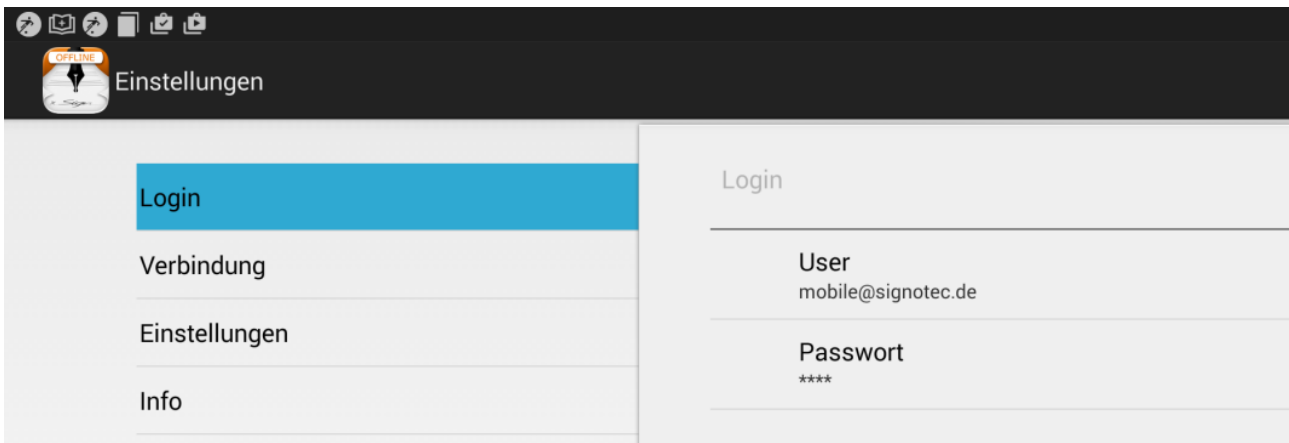 OFFLINE
Einstellungen
Login
Verbindung
Einstellungen
Info
Login
User
mobile@signotec.de
Passwort
****